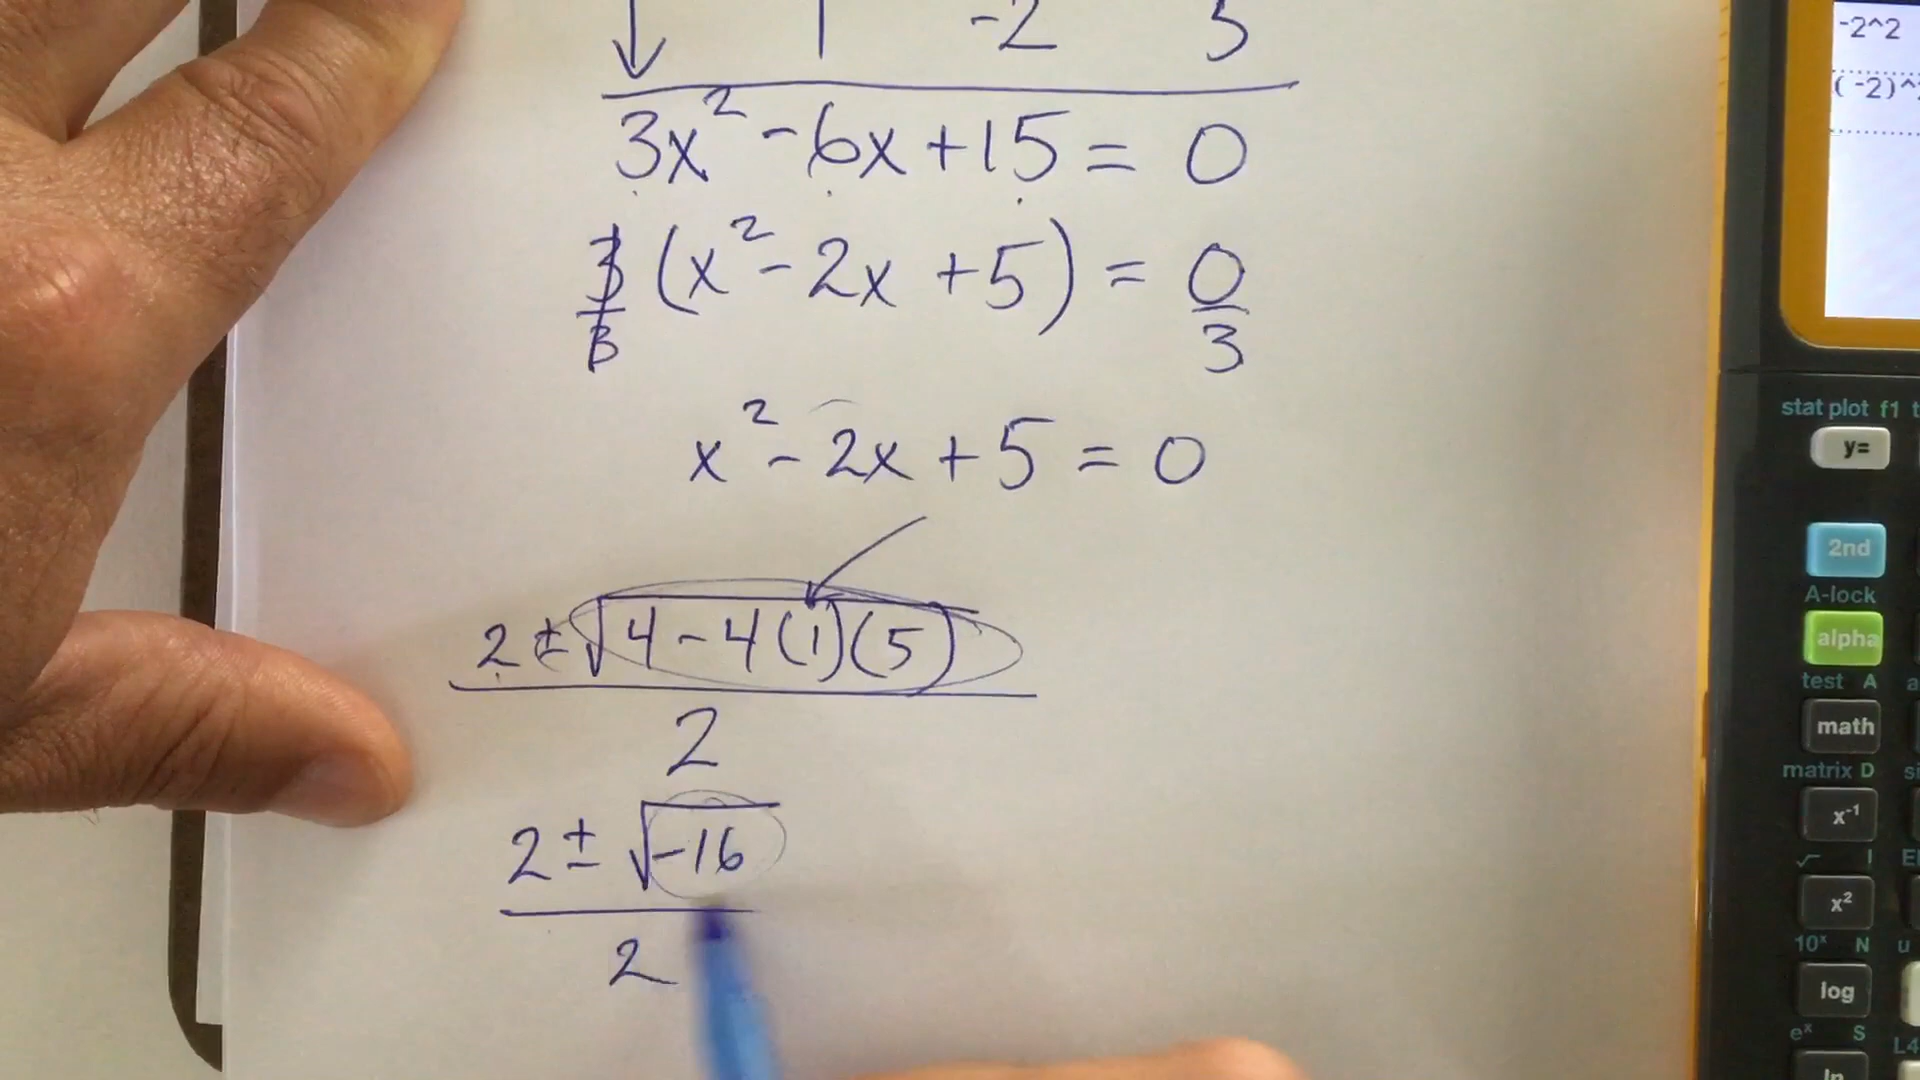 ↓ 1 -2 5
3x² - 6x + 15 = 0
3/3 (x² - 2x + 5) = 0/3
x² - 2x + 5 = 0
2 ± √4 - 4(1)(5)
2
2 ± √-16
2
-2^2
(-2)^
stat plot f1
y=
2nd
A-lock
alpha
test A
math
matrix D
x⁻¹
√ I
x²
10ˣ N u
log
eˣ S L4
ln